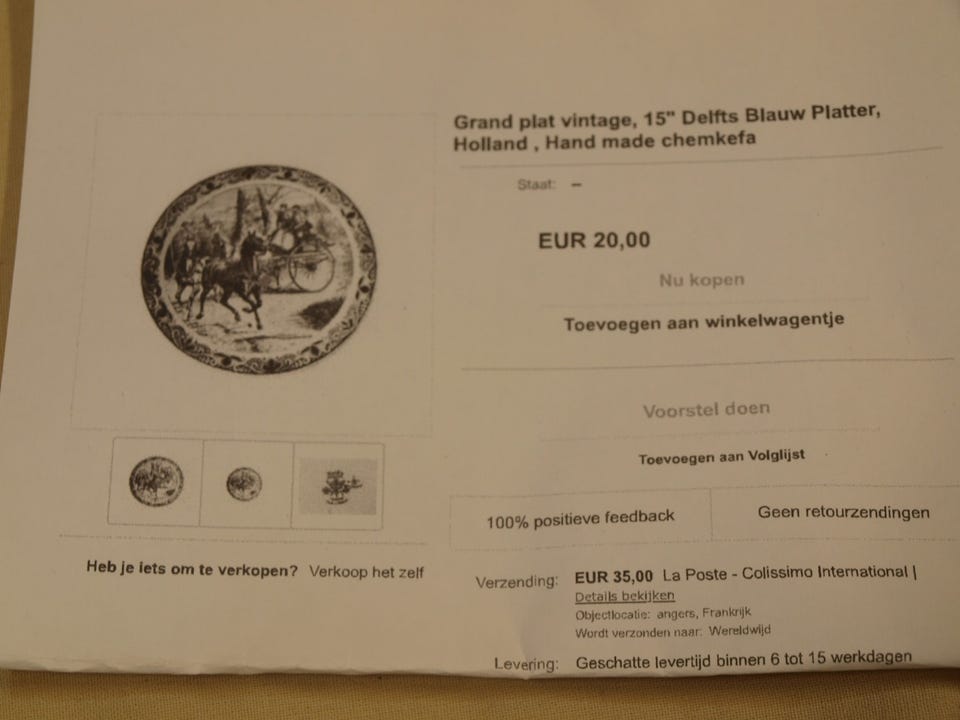 Grand plat vintage, 15" Delfts Blauw Platter,
Holland , Hand made chemkefa
Staat: –
EUR 20,00
Nu kopen
Toevoegen aan winkelwagentje
Voorstel doen
Toevoegen aan Volglijst
100% positieve feedback
Geen retourzendingen
Heb je iets om te verkopen? Verkoop het zelf
Verzending: EUR 35,00 La Poste - Colissimo International |
Details bekijken
Objectlocatie: angers, Frankrijk
Wordt verzonden naar: Wereldwijd
Levering: Geschatte levertijd binnen 6 tot 15 werkdagen